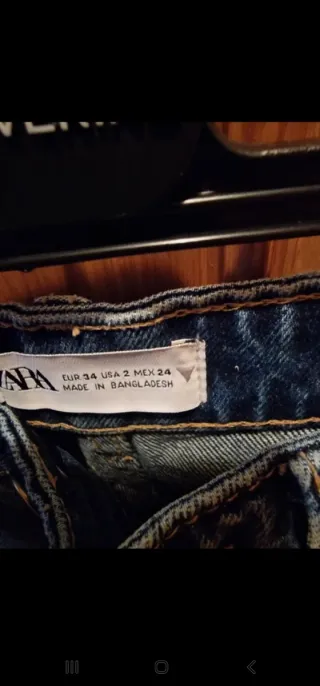 ZARA
EUR 34 USA 2 MEX 24
MADE IN BANGLADESH